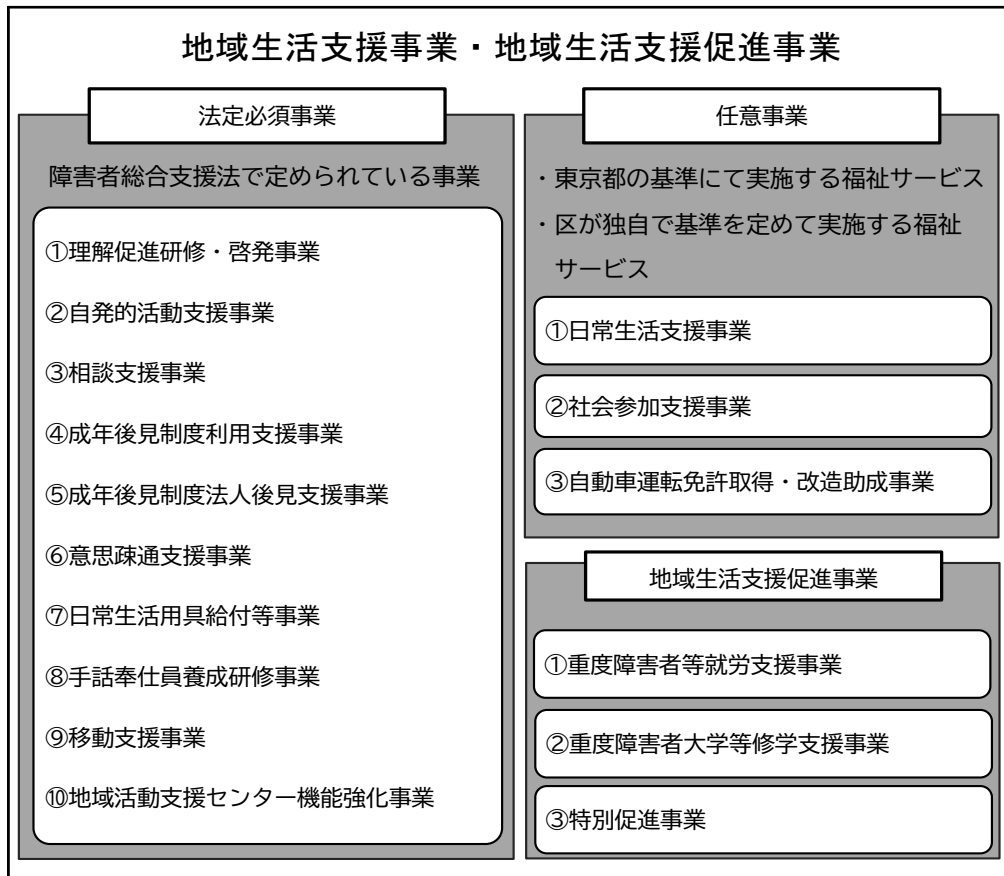 地域生活支援事業・地域生活支援促進事業
法定必須事業
障害者総合支援法で定められている事業
①理解促進研修・啓発事業
②自発的活動支援事業
③相談支援事業
④成年後見制度利用支援事業
⑤成年後見制度法人後見支援事業
⑥意思疎通支援事業
⑦日常生活用具給付等事業
⑧手話奉仕員養成研修事業
⑨移動支援事業
⑩地域活動支援センター機能強化事業
任意事業
・東京都の基準にて実施する福祉サービス
・区が独自で基準を定めて実施する福祉
サービス
①日常生活支援事業
②社会参加支援事業
③自動車運転免許取得・改造助成事業
地域生活支援促進事業
①重度障害者等就労支援事業
②重度障害者大学等修学支援事業
③特別促進事業